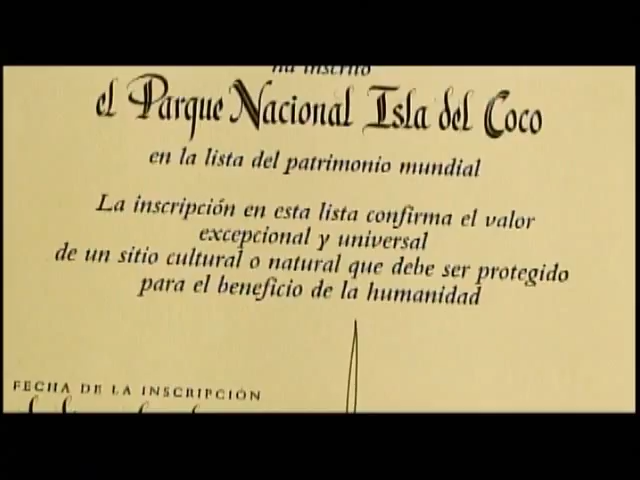 ha inscrito
el Parque Nacional Isla del Coco
en la lista del patrimonio mundial
La inscripción en esta lista confirma el valor
excepcional y universal
de un sitio cultural o natural que debe ser protegido
para el beneficio de la humanidad
FECHA DE LA INSCRIPCIÓN